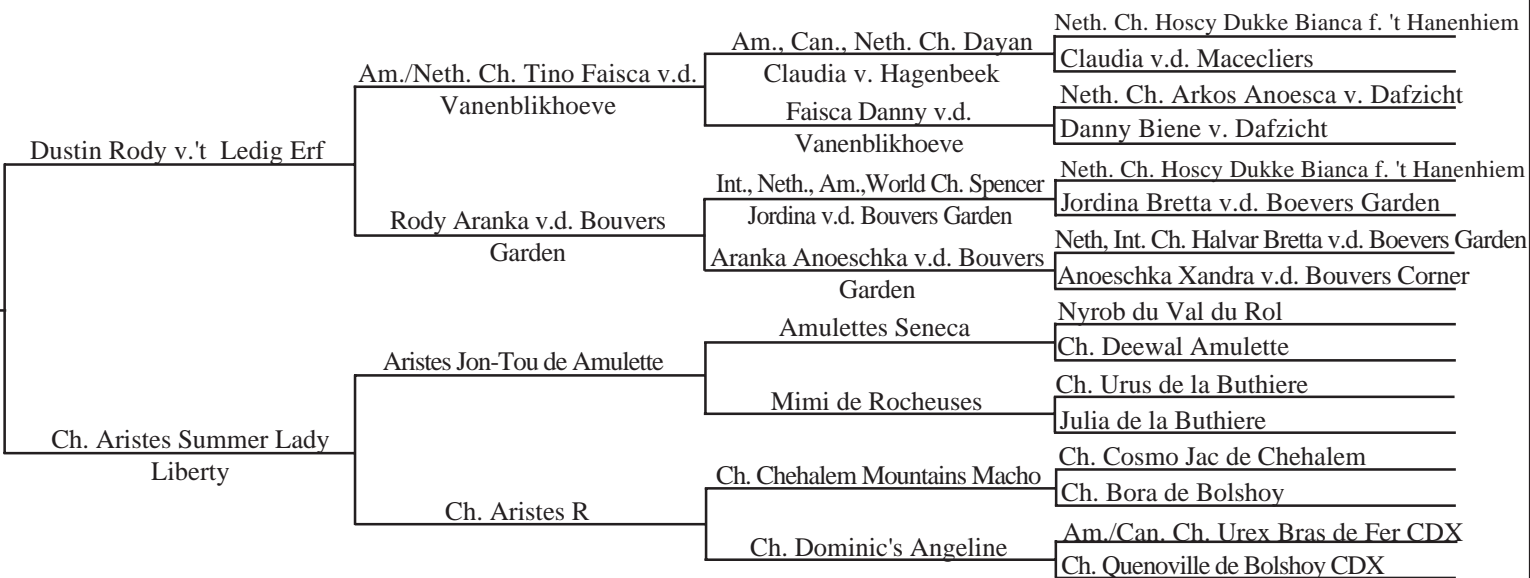 Dustin Rody v.'t Ledig Erf
Ch. Aristes Summer Lady
Liberty
Am./Neth. Ch. Tino Faisca v.d.
Vanenblikhoeve
Rody Aranka v.d. Bouvers
Garden
Aristes Jon-Tou de Amulette
Ch. Aristes R
Am., Can., Neth. Ch. Dayan
Claudia v. Hagenbeek
Faisca Danny v.d.
Vanenblikhoeve
Int., Neth., Am.,World Ch. Spencer
Jordina v.d. Bouvers Garden
Aranka Anoeschka v.d. Bouvers
Garden
Amulettes Seneca
Mimi de Rocheuses
Ch. Chehalem Mountains Macho
Ch. Dominic's Angeline
Neth. Ch. Hoscy Dukke Bianca f. 't Hanenhiem
Claudia v.d. Macecliers
Neth. Ch. Arkos Anoesca v. Dafzicht
Danny Biene v. Dafzicht
Neth. Ch. Hoscy Dukke Bianca f. 't Hanenhiem
Jordina Bretta v.d. Boevers Garden
Neth, Int. Ch. Halvar Bretta v.d. Boevers Garden
Anoeschka Xandra v.d. Bouvers Corner
Nyrob du Val du Rol
Ch. Deewal Amulette
Ch. Urus de la Buthiere
Julia de la Buthiere
Ch. Cosmo Jac de Chehalem
Ch. Bora de Bolshoy
Am./Can. Ch. Urex Bras de Fer CDX
Ch. Quenoville de Bolshoy CDX